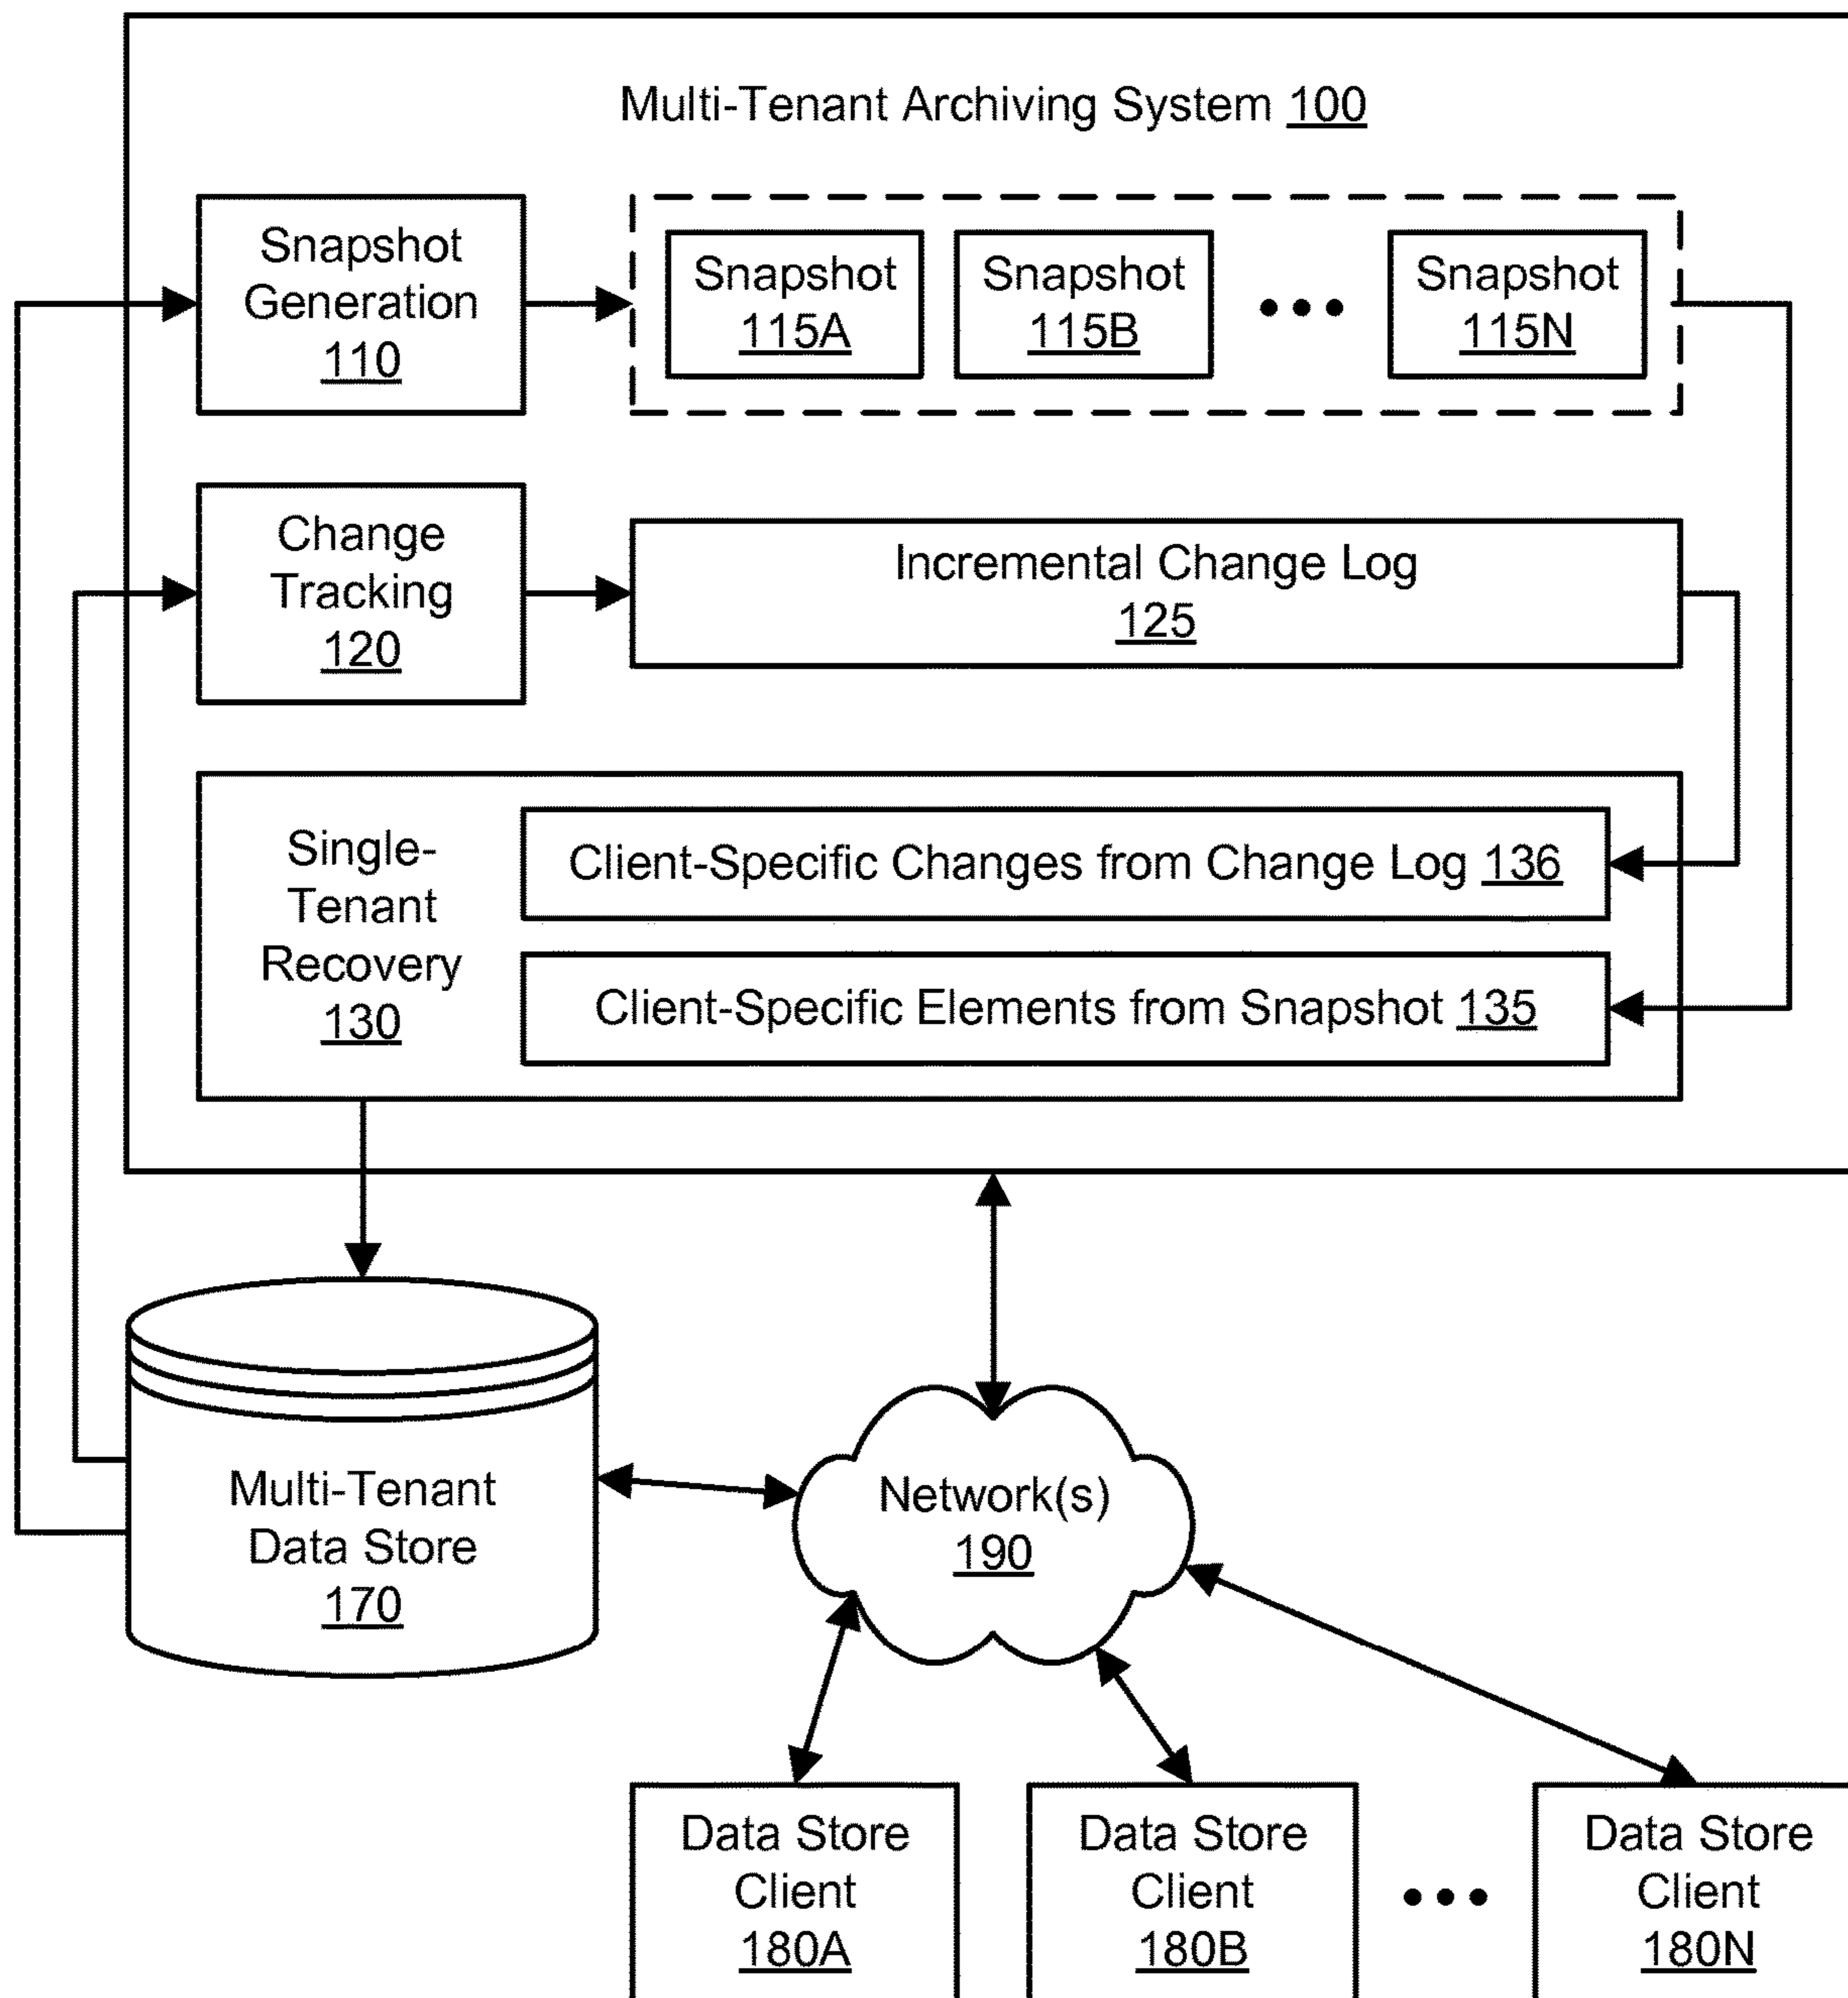 Multi-Tenant Archiving System 100
Snapshot
Generation
110
Snapshot
115A
Snapshot
115B
•••
Snapshot
115N
Change
Tracking
120
Incremental Change Log
125
Single-
Tenant
Recovery
130
Client-Specific Changes from Change Log 136
Client-Specific Elements from Snapshot 135
Multi-Tenant
Data Store
170
Network(s)
190
Data Store
Client
180A
Data Store
Client
180B
•••
Data Store
Client
180N